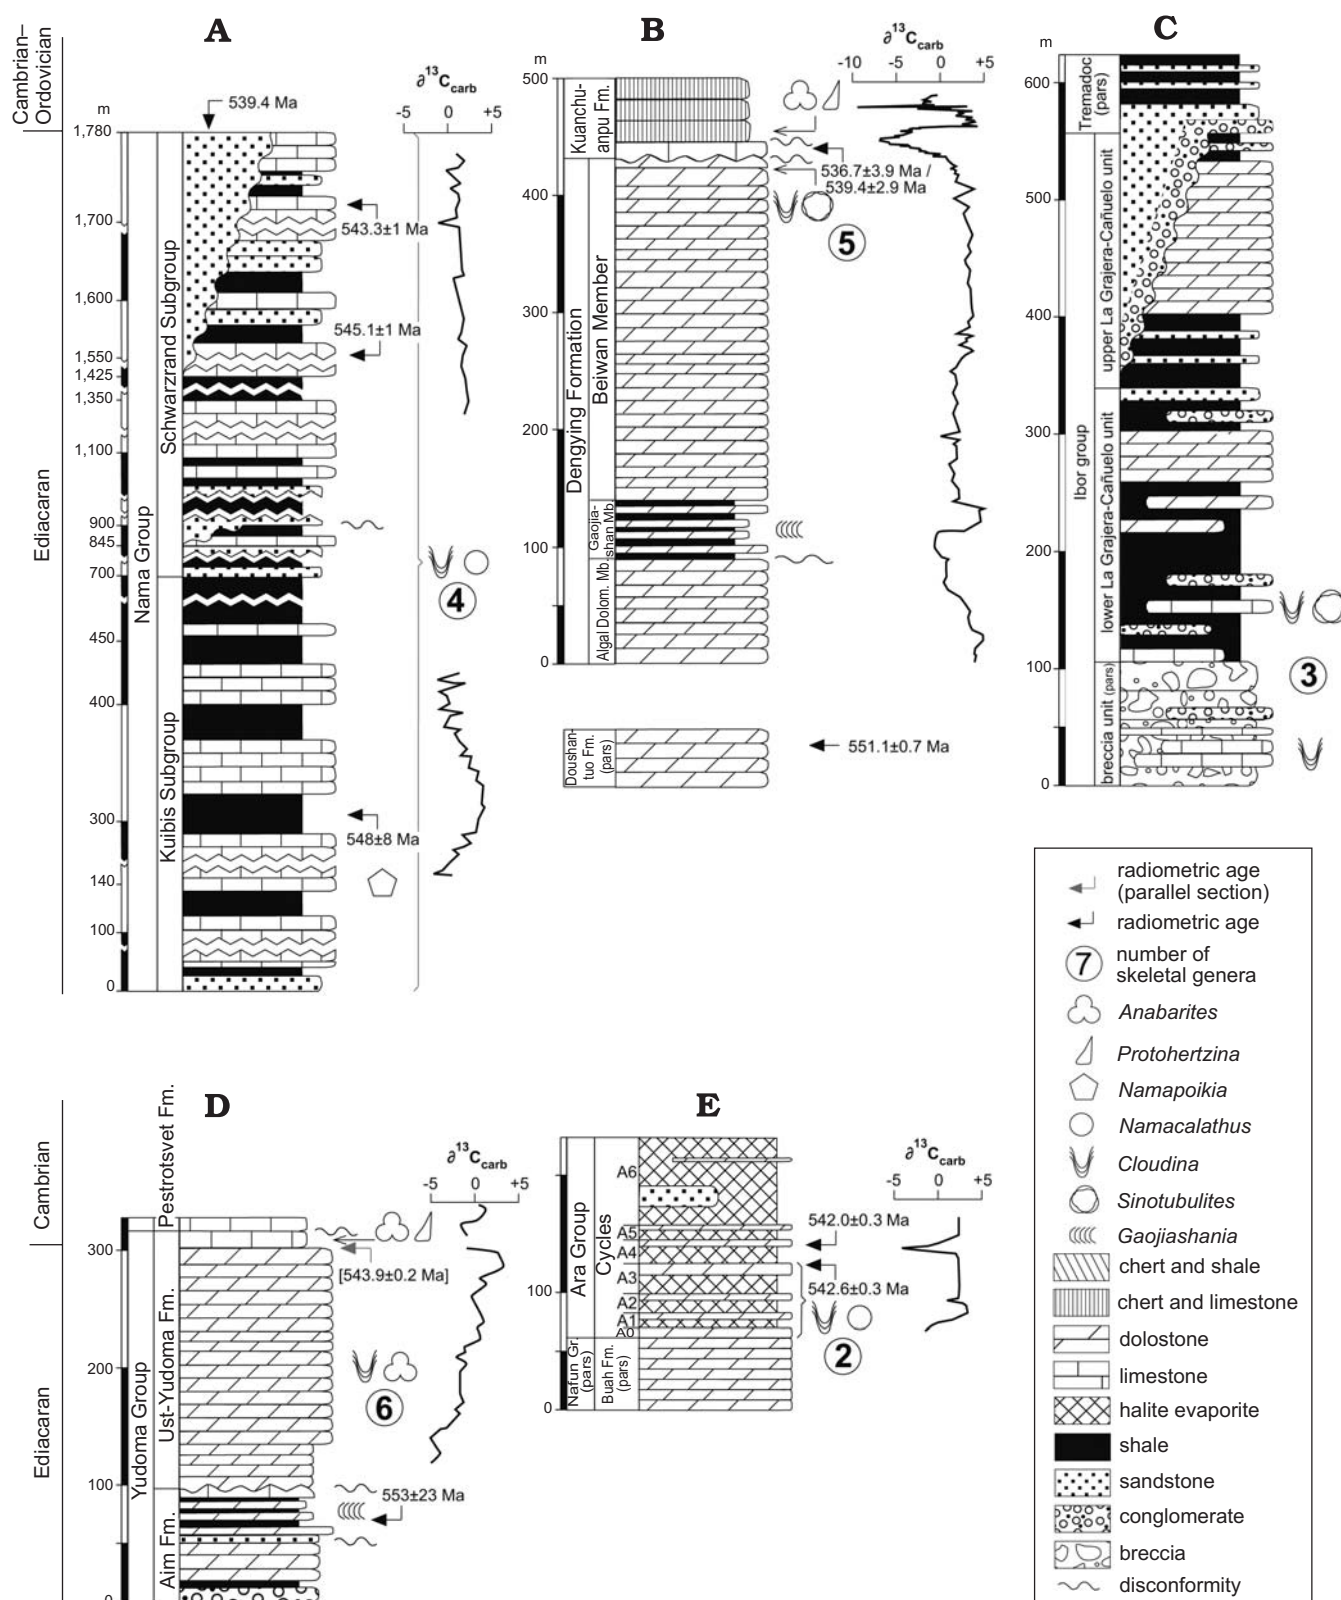 A
Cambrian–
Ordovician
Ediacaran
m
1,780
1,700
1,600
1,550
1,425
1,350
1,100
900
845
700
450
400
300
140
100
0
Nama Group
Schwarzrand Subgroup
Kuibis Subgroup
539.4 Ma
∂13Ccarb
-5 0 +5
543.3±1 Ma
545.1±1 Ma
4
548±8 Ma
B
m
500
400
300
200
100
0
Kuanchu-
anpu Fm.
Dengying Formation
Beiwan Member
Gaojia-
shan Mb.
Algal Dolom. Mb.
Doushan-
tuo Fm.
(pars)
∂13Ccarb
-10 -5 0 +5
536.7±3.9 Ma /
539.4±2.9 Ma
5
551.1±0.7 Ma
C
m
600
500
400
300
200
100
0
Tremadoc
(pars)
Ibor group
upper La Grajera-Cañuelo unit
lower La Grajera-Cañuelo unit
breccia unit (pars)
3
D
Cambrian
Ediacaran
300
200
100
0
Pestrotsvet Fm.
Yudoma Group
Ust-Yudoma Fm.
Aim Fm.
∂13Ccarb
-5 0 +5
[543.9±0.2 Ma]
6
553±23 Ma
E
100
0
Ara Group
Cycles
A6
A5
A4
A3
A2
A1
A0
Nafun Gr.
(pars)
Buah Fm.
(pars)
∂13Ccarb
-5 0 +5
542.0±0.3 Ma
542.6±0.3 Ma
2
radiometric age
(parallel section)
radiometric age
7
number of
skeletal genera
Anabarites
Protohertzina
Namapoikia
Namacalathus
Cloudina
Sinotubulites
Gaojiashania
chert and shale
chert and limestone
dolostone
limestone
halite evaporite
shale
sandstone
conglomerate
breccia
disconformity